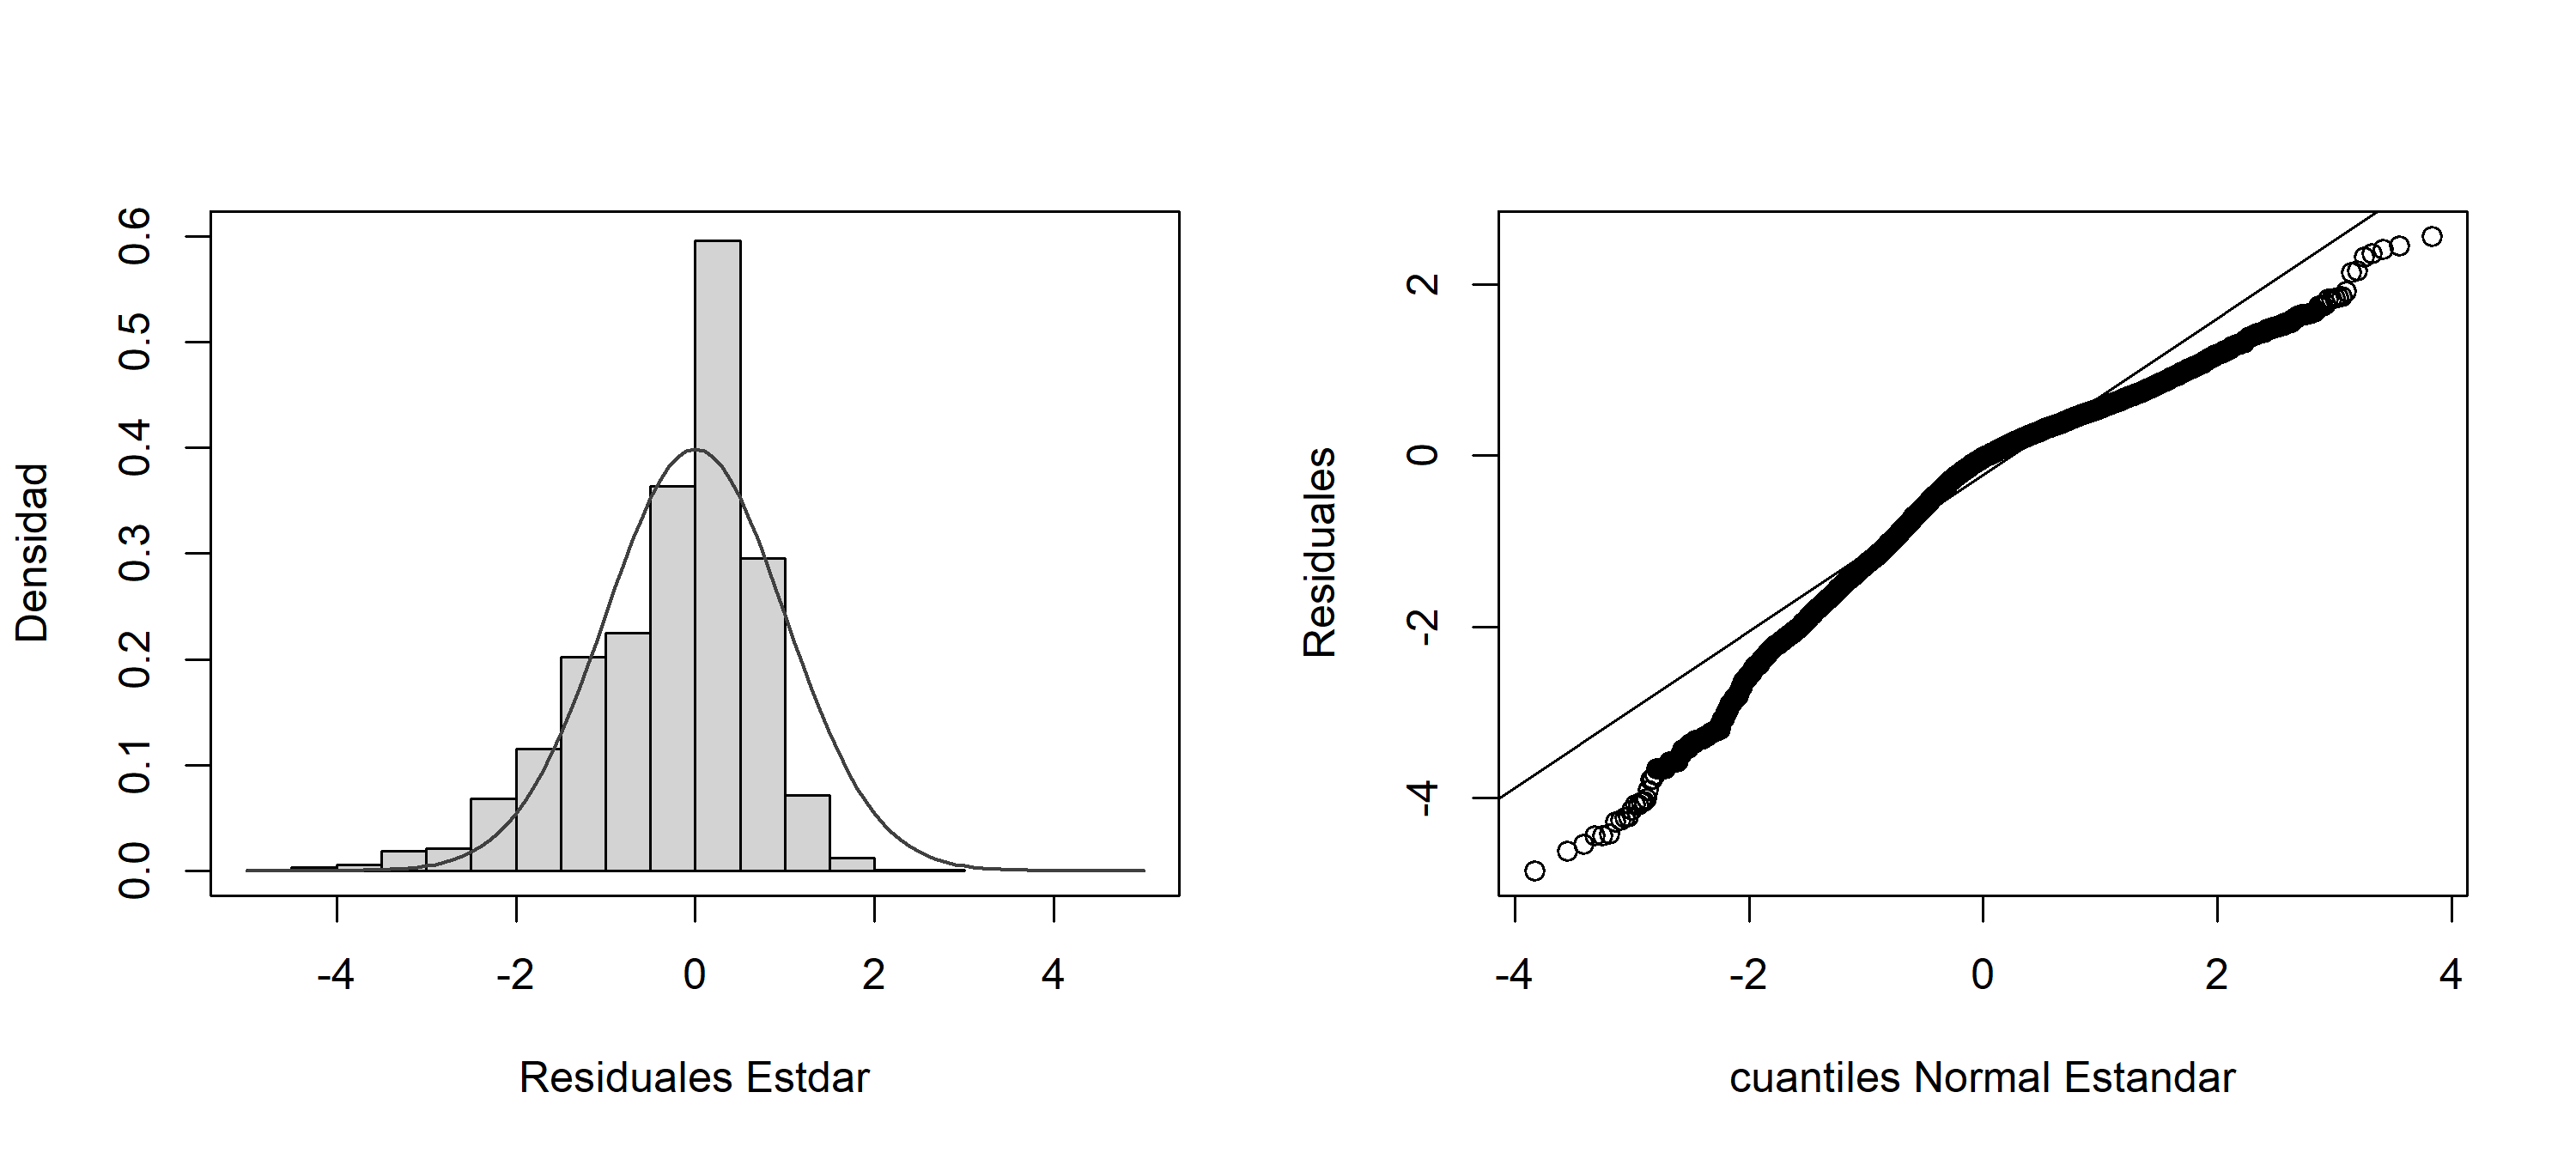 Densidad
0.0 0.1 0.2 0.3 0.4 0.5 0.6
-4 -2 0 2 4
Residuales Estdar
Residuales
-4 -2 0 2
-4 -2 0 2 4
cuantiles Normal Estandar